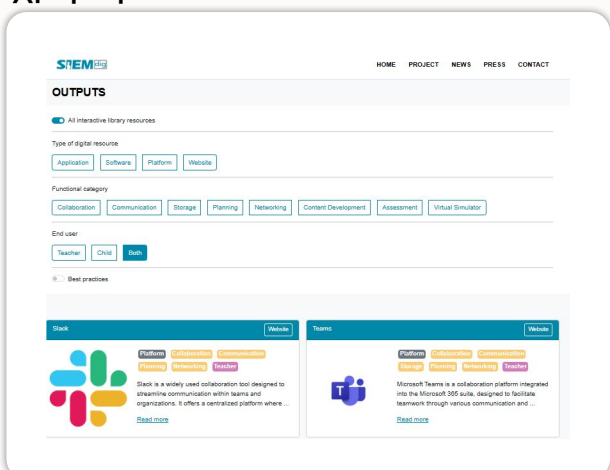 STEM dig
HOME PROJECT NEWS PRESS CONTACT
OUTPUTS
All interactive library resources
Type of digital resource
Application Software Platform Website
Functional category
Collaboration Communication Storage Planning Networking Content Development Assessment Virtual Simulator
End user
Teacher Child Both
Best practices
Slack Website
Platform Collaboration Communication
Planning Networking Teacher
Slack is a widely used collaboration tool designed to
streamline communication within teams and
organizations. It offers a centralized platform where ...
Read more
Teams Website
Platform Collaboration Communication
Storage Planning Networking Teacher
T
Microsoft Teams is a collaboration platform integrated
into the Microsoft 365 suite, designed to facilitate
teamwork through various communication and ...
Read more